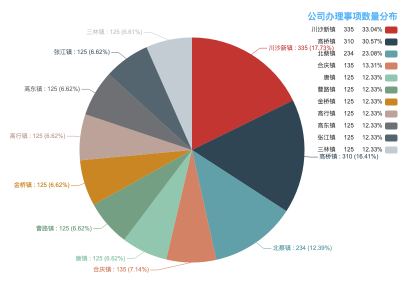 公司办理事项数量分布
川沙新镇 335 33.04%
高桥镇 310 30.57%
北蔡镇 234 23.08%
合庆镇 135 13.31%
唐镇 125 12.33%
曹路镇 125 12.33%
金桥镇 125 12.33%
高行镇 125 12.33%
高东镇 125 12.33%
张江镇 125 12.33%
三林镇 125 12.33%
三林镇 : 125 (6.61%)
川沙新镇 : 335 (17.73%)
张江镇 : 125 (6.62%)
高东镇 : 125 (6.62%)
高行镇 : 125 (6.62%)
高桥镇 : 310 (16.41%)
金桥镇 : 125 (6.62%)
曹路镇 : 125 (6.62%)
北蔡镇 : 234 (12.39%)
唐镇 : 125 (6.62%)
合庆镇 : 135 (7.14%)